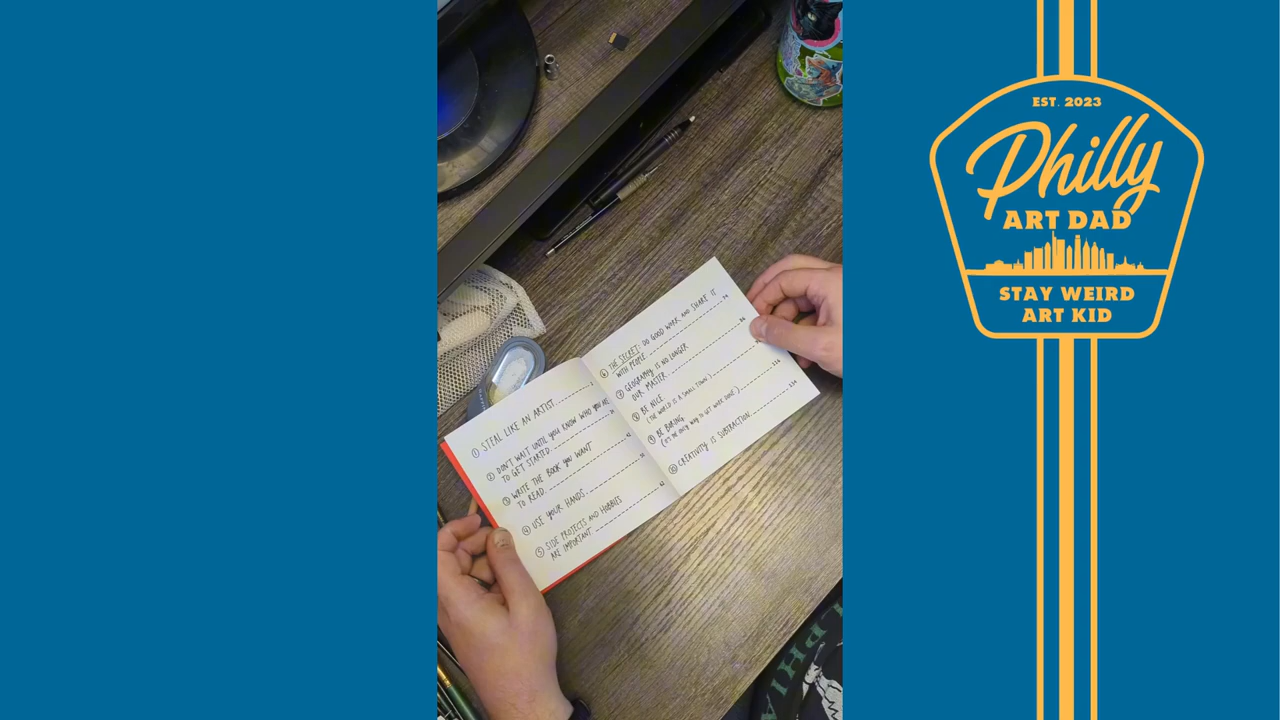 ① STEAL LIKE AN ARTIST 1
② DON'T WAIT UNTIL YOU KNOW WHO YOU ARE
TO GET STARTED.
③ WRITE THE BOOK YOU WANT
TO READ.
④ USE YOUR HANDS.
⑤ SIDE PROJECTS AND HOBBIES
ARE IMPORTANT
⑥ THE SECRET: DO GOOD WORK AND SHARE IT
WITH PEOPLE
⑦ GEOGRAPHY IS NO LONGER
OUR MASTER
⑧ BE NICE.
(THE WORLD IS A SMALL TOWN.)
⑨ BE BORING
(IT'S THE ONLY WAY TO GET WORK DONE.)
⑩ CREATIVITY IS SUBTRACTION
EST. 2023
Philly
ART DAD
STAY WEIRD
ART KID